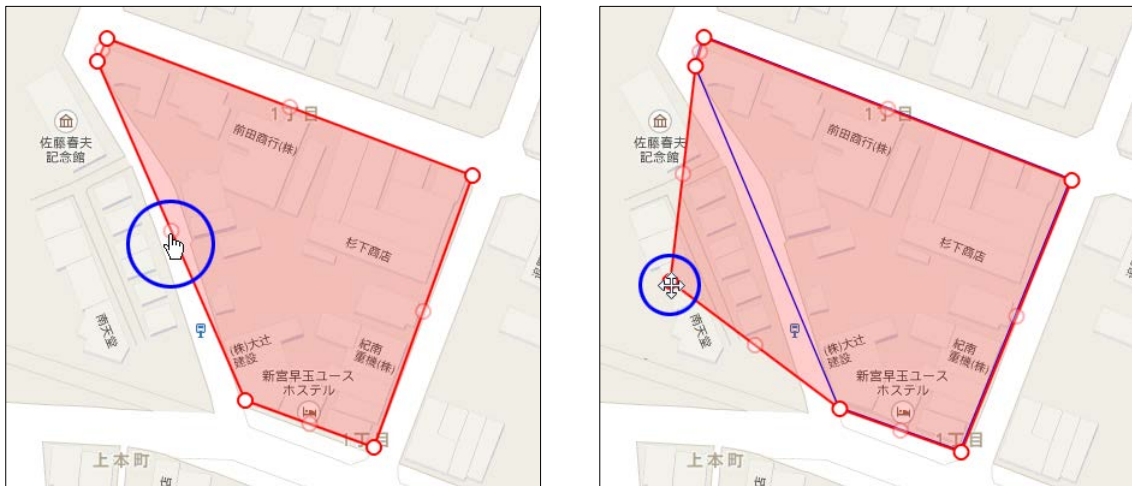 1丁目
前田商行(株)
佐藤春夫
記念館
杉下商店
南天堂
(株)大辻
建設
紀南
重機(株)
新宮早玉ユース
ホステル
1丁目
上本町
1丁目
前田商行(株)
佐藤春夫
記念館
杉下商店
南天堂
(株)大辻
建設
紀南
重機(株)
新宮早玉ユース
ホステル
1丁目
上本町